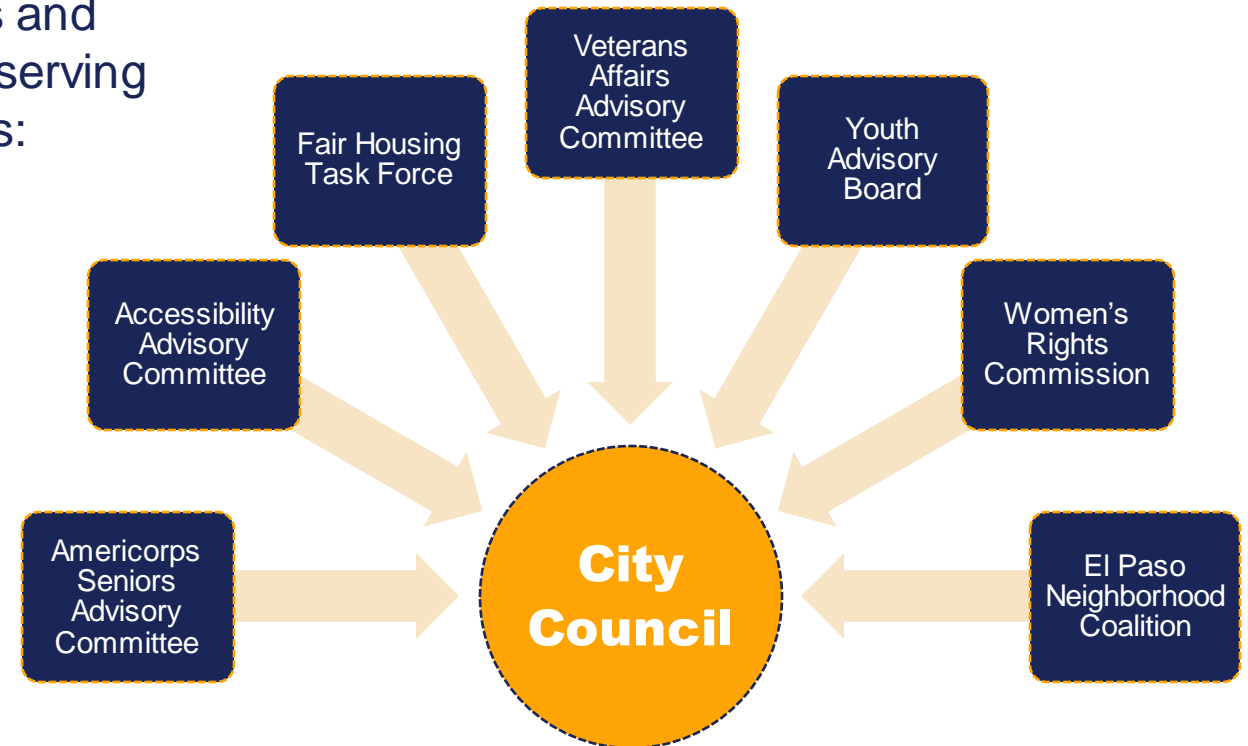 s and
serving
s:
Veterans
Affairs
Advisory
Committee
Fair Housing
Task Force
Youth
Advisory
Board
Accessibility
Advisory
Committee
Women’s
Rights
Commission
Americorps
Seniors
Advisory
Committee
City
Council
El Paso
Neighborhood
Coalition